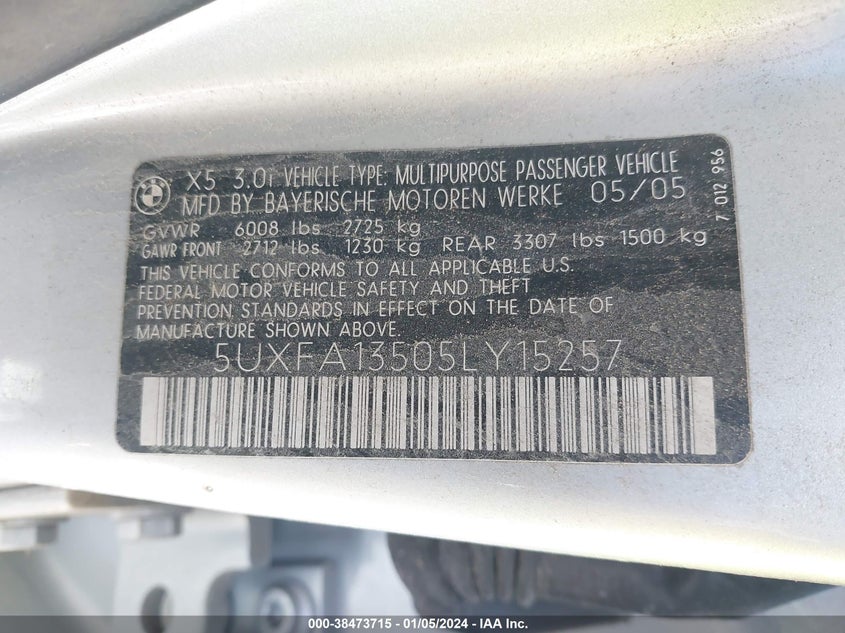 X5 3.0i VEHICLE TYPE: MULTIPURPOSE PASSENGER VEHICLE
MFD BY BAYERISCHE MOTOREN WERKE 05/05
GVWR 6008 lbs 2725 kg
GAWR FRONT 2712 lbs 1230 kg REAR 3307 lbs 1500 kg
THIS VEHICLE CONFORMS TO ALL APPLICABLE U.S.
FEDERAL MOTOR VEHICLE SAFETY AND THEFT
PREVENTION STANDARDS IN EFFECT ON THE DATE OF
MANUFACTURE SHOWN ABOVE.
5UXFA13505LY15257
7 012 956
000-38473715 - 01/05/2024 - IAA Inc.